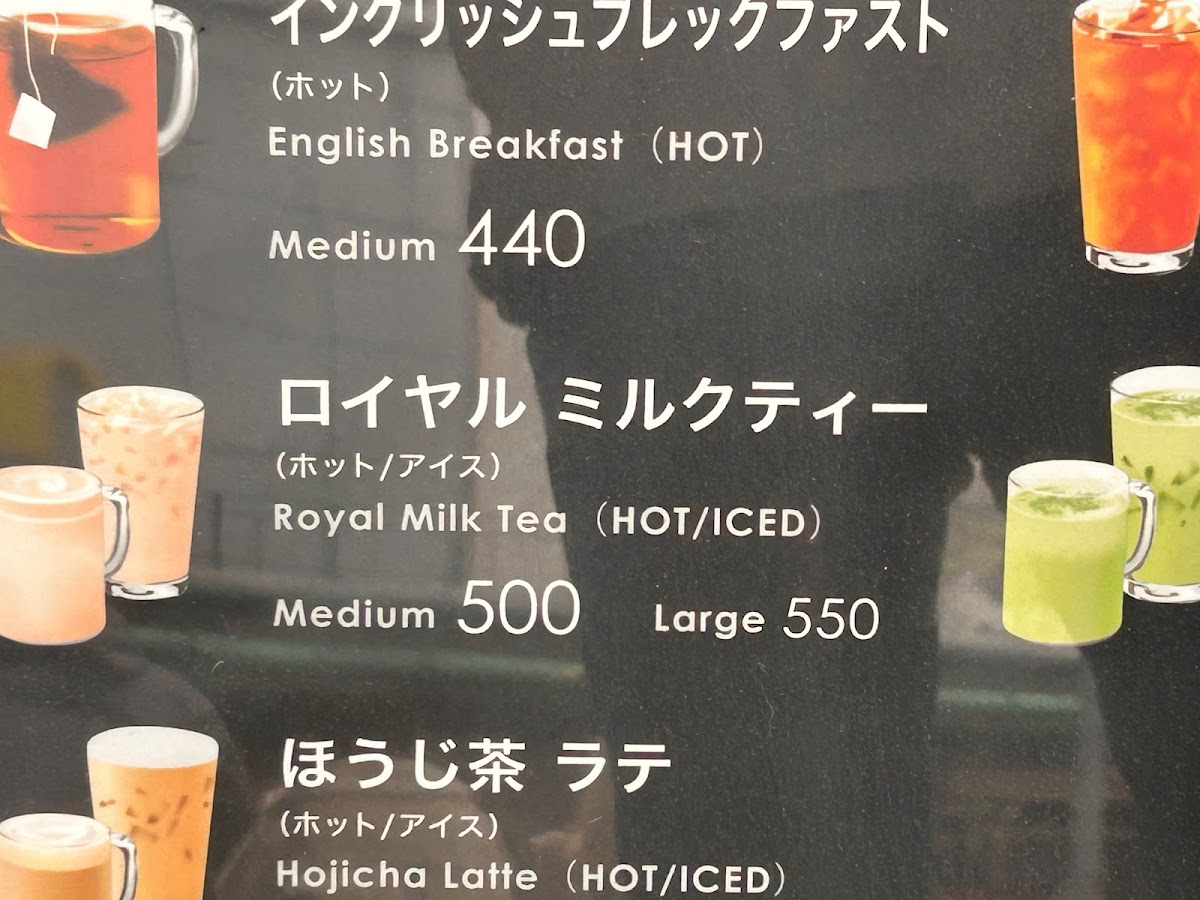 イングリッシュブレックファスト
(ホット)
English Breakfast (HOT)
Medium 440
ロイヤル ミルクティー
(ホット/アイス)
Royal Milk Tea (HOT/ICED)
Medium 500 Large 550
ほうじ茶 ラテ
(ホット/アイス)
Hojicha Latte (HOT/ICED)